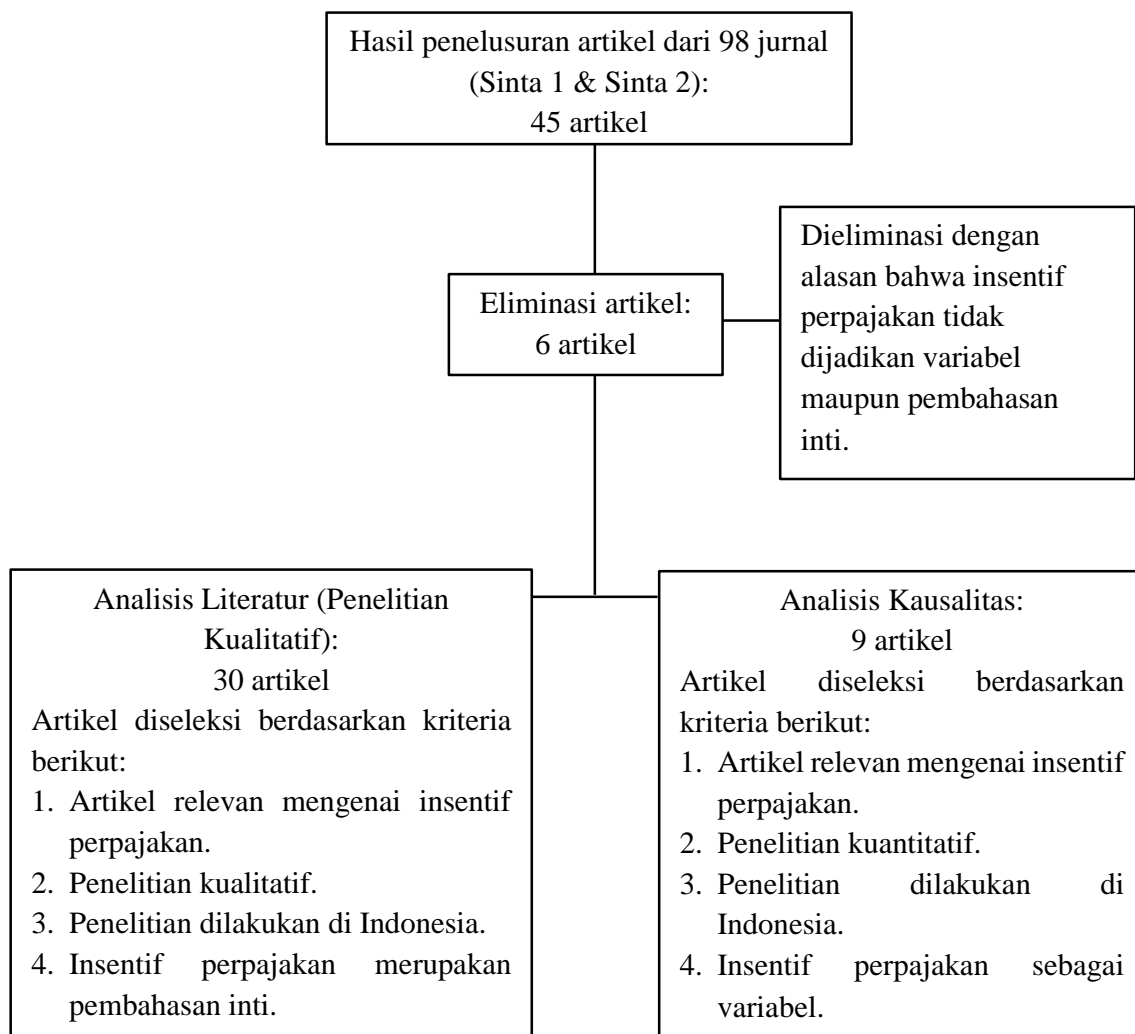 Hasil penelusuran artikel dari 98 jurnal
(Sinta 1 & Sinta 2):
45 artikel
Dieliminasi dengan
alasan bahwa insentif
perpajakan tidak
dijadikan variabel
maupun pembahasan
inti.
Eliminasi artikel:
6 artikel
Analisis Literatur (Penelitian
Kualitatif):
30 artikel
Artikel diseleksi berdasarkan kriteria
berikut:
1. Artikel relevan mengenai insentif
perpajakan.
2. Penelitian kualitatif.
3. Penelitian dilakukan di Indonesia.
4. Insentif perpajakan merupakan
pembahasan inti.
Analisis Kausalitas:
9 artikel
Artikel diseleksi berdasarkan
kriteria berikut:
1. Artikel relevan mengenai insentif
perpajakan.
2. Penelitian kuantitatif.
3. Penelitian dilakukan di
Indonesia.
4. Insentif perpajakan sebagai
variabel.